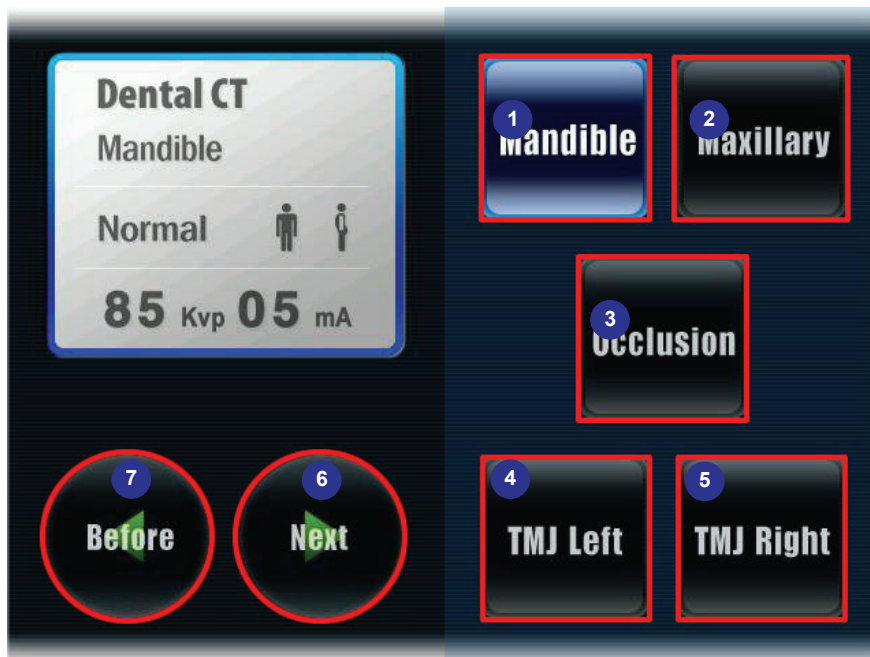 Dental CT
Mandible
Normal
85 Kvp 05 mA
1
Mandible
2
Maxillary
3
Occlusion
4
TMJ Left
5
TMJ Right
7
Before
6
Next